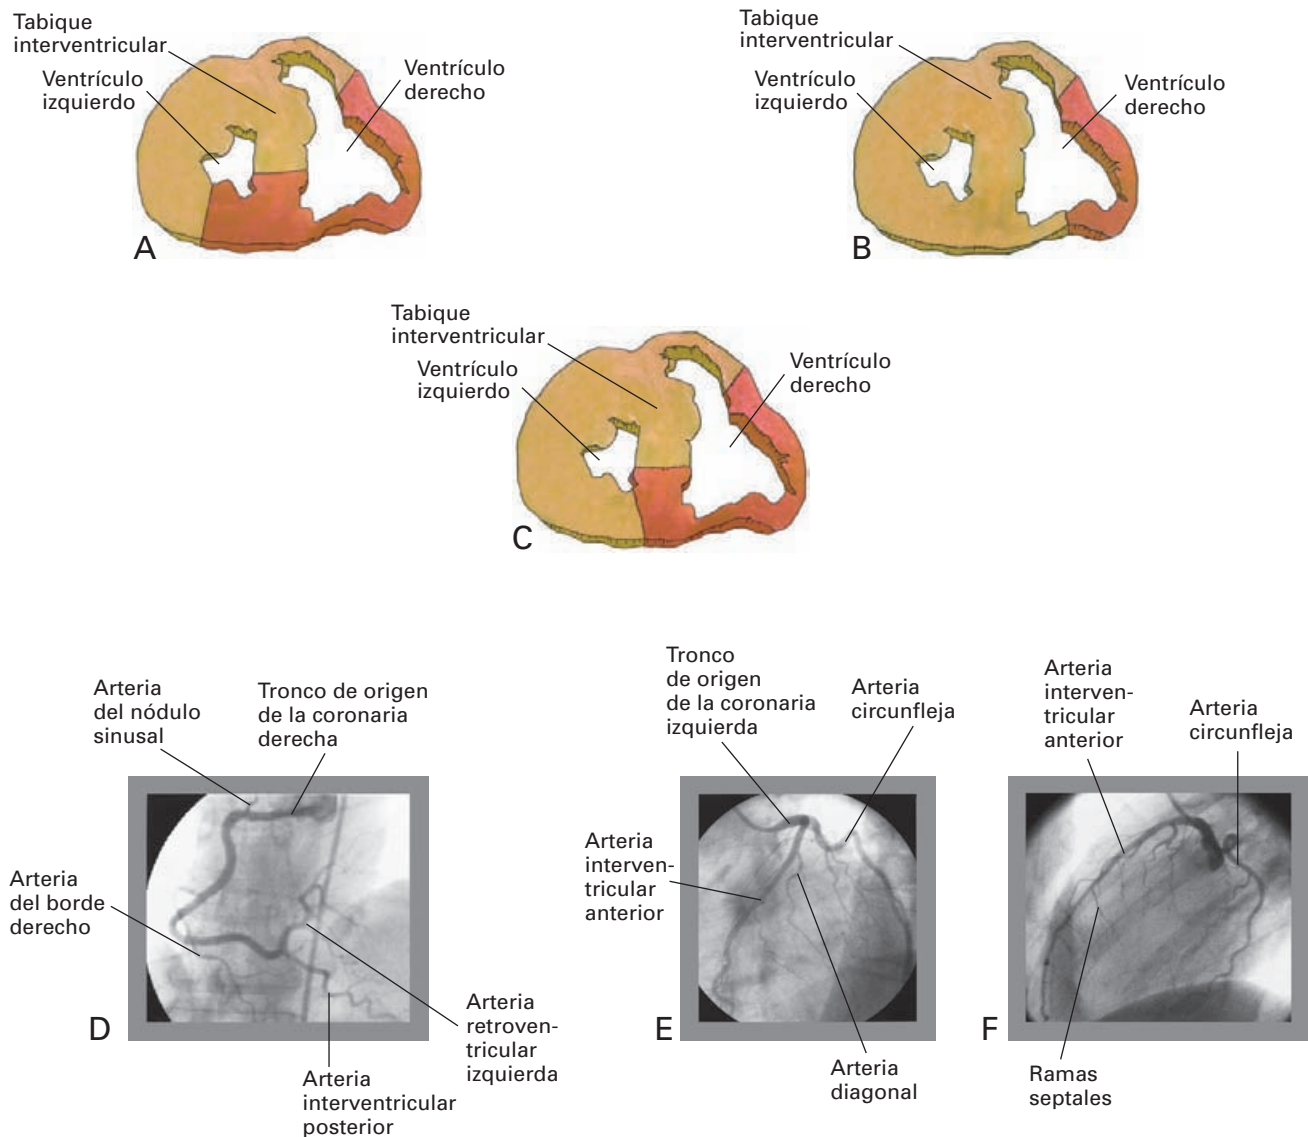 Tabique
interventricular
Ventrículo
izquierdo
Ventrículo
derecho
A
Tabique
interventricular
Ventrículo
izquierdo
Ventrículo
derecho
B
Tabique
interventricular
Ventrículo
izquierdo
Ventrículo
derecho
C
Arteria
del nódulo
sinusal
Tronco de origen
de la coronaria
derecha
Arteria
del borde
derecho
D
Arteria
retroven-
tricular
izquierda
Arteria
interventricular
posterior
Tronco
de origen
de la coronaria
izquierda
Arteria
circunfleja
Arteria
interven-
tricular
anterior
E
Arteria
diagonal
Arteria
interven-
tricular
anterior
Arteria
circunfleja
F
Ramas
septales